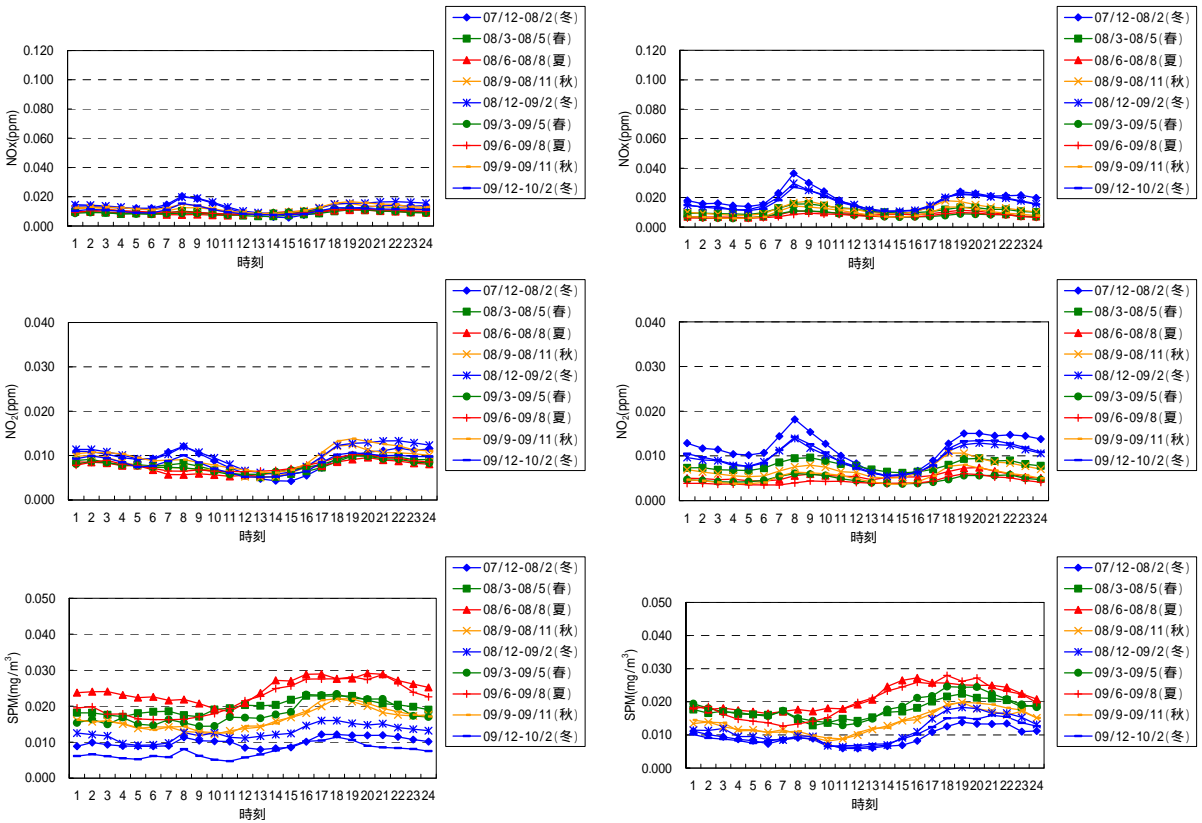 07/12-08/2(冬)
08/3-08/5(春)
08/6-08/8(夏)
08/9-08/11(秋)
08/12-09/2(冬)
09/3-09/5(春)
09/6-09/8(夏)
09/9-09/11(秋)
09/12-10/2(冬)
0.120
0.100
0.080
0.060
0.040
0.020
0.000
NOx(ppm)
1 2 3 4 5 6 7 8 9 10 11 12 13 14 15 16 17 18 19 20 21 22 23 24
時刻
07/12-08/2(冬)
08/3-08/5(春)
08/6-08/8(夏)
08/9-08/11(秋)
08/12-09/2(冬)
09/3-09/5(春)
09/6-09/8(夏)
09/9-09/11(秋)
09/12-10/2(冬)
0.120
0.100
0.080
0.060
0.040
0.020
0.000
NOx(ppm)
1 2 3 4 5 6 7 8 9 10 11 12 13 14 15 16 17 18 19 20 21 22 23 24
時刻
07/12-08/2(冬)
08/3-08/5(春)
08/6-08/8(夏)
08/9-08/11(秋)
08/12-09/2(冬)
09/3-09/5(春)
09/6-09/8(夏)
09/9-09/11(秋)
09/12-10/2(冬)
0.040
0.030
0.020
0.010
0.000
NO₂(ppm)
1 2 3 4 5 6 7 8 9 10 11 12 13 14 15 16 17 18 19 20 21 22 23 24
時刻
07/12-08/2(冬)
08/3-08/5(春)
08/6-08/8(夏)
08/9-08/11(秋)
08/12-09/2(冬)
09/3-09/5(春)
09/6-09/8(夏)
09/9-09/11(秋)
09/12-10/2(冬)
0.040
0.030
0.020
0.010
0.000
NO₂(ppm)
1 2 3 4 5 6 7 8 9 10 11 12 13 14 15 16 17 18 19 20 21 22 23 24
時刻
07/12-08/2(冬)
08/3-08/5(春)
08/6-08/8(夏)
08/9-08/11(秋)
08/12-09/2(冬)
09/3-09/5(春)
09/6-09/8(夏)
09/9-09/11(秋)
09/12-10/2(冬)
0.050
0.040
0.030
0.020
0.010
0.000
SPM(mg/m³)
1 2 3 4 5 6 7 8 9 10 11 12 13 14 15 16 17 18 19 20 21 22 23 24
時刻
07/12-08/2(冬)
08/3-08/5(春)
08/6-08/8(夏)
08/9-08/11(秋)
08/12-09/2(冬)
09/3-09/5(春)
09/6-09/8(夏)
09/9-09/11(秋)
09/12-10/2(冬)
0.050
0.040
0.030
0.020
0.010
0.000
SPM(mg/m³)
1 2 3 4 5 6 7 8 9 10 11 12 13 14 15 16 17 18 19 20 21 22 23 24
時刻